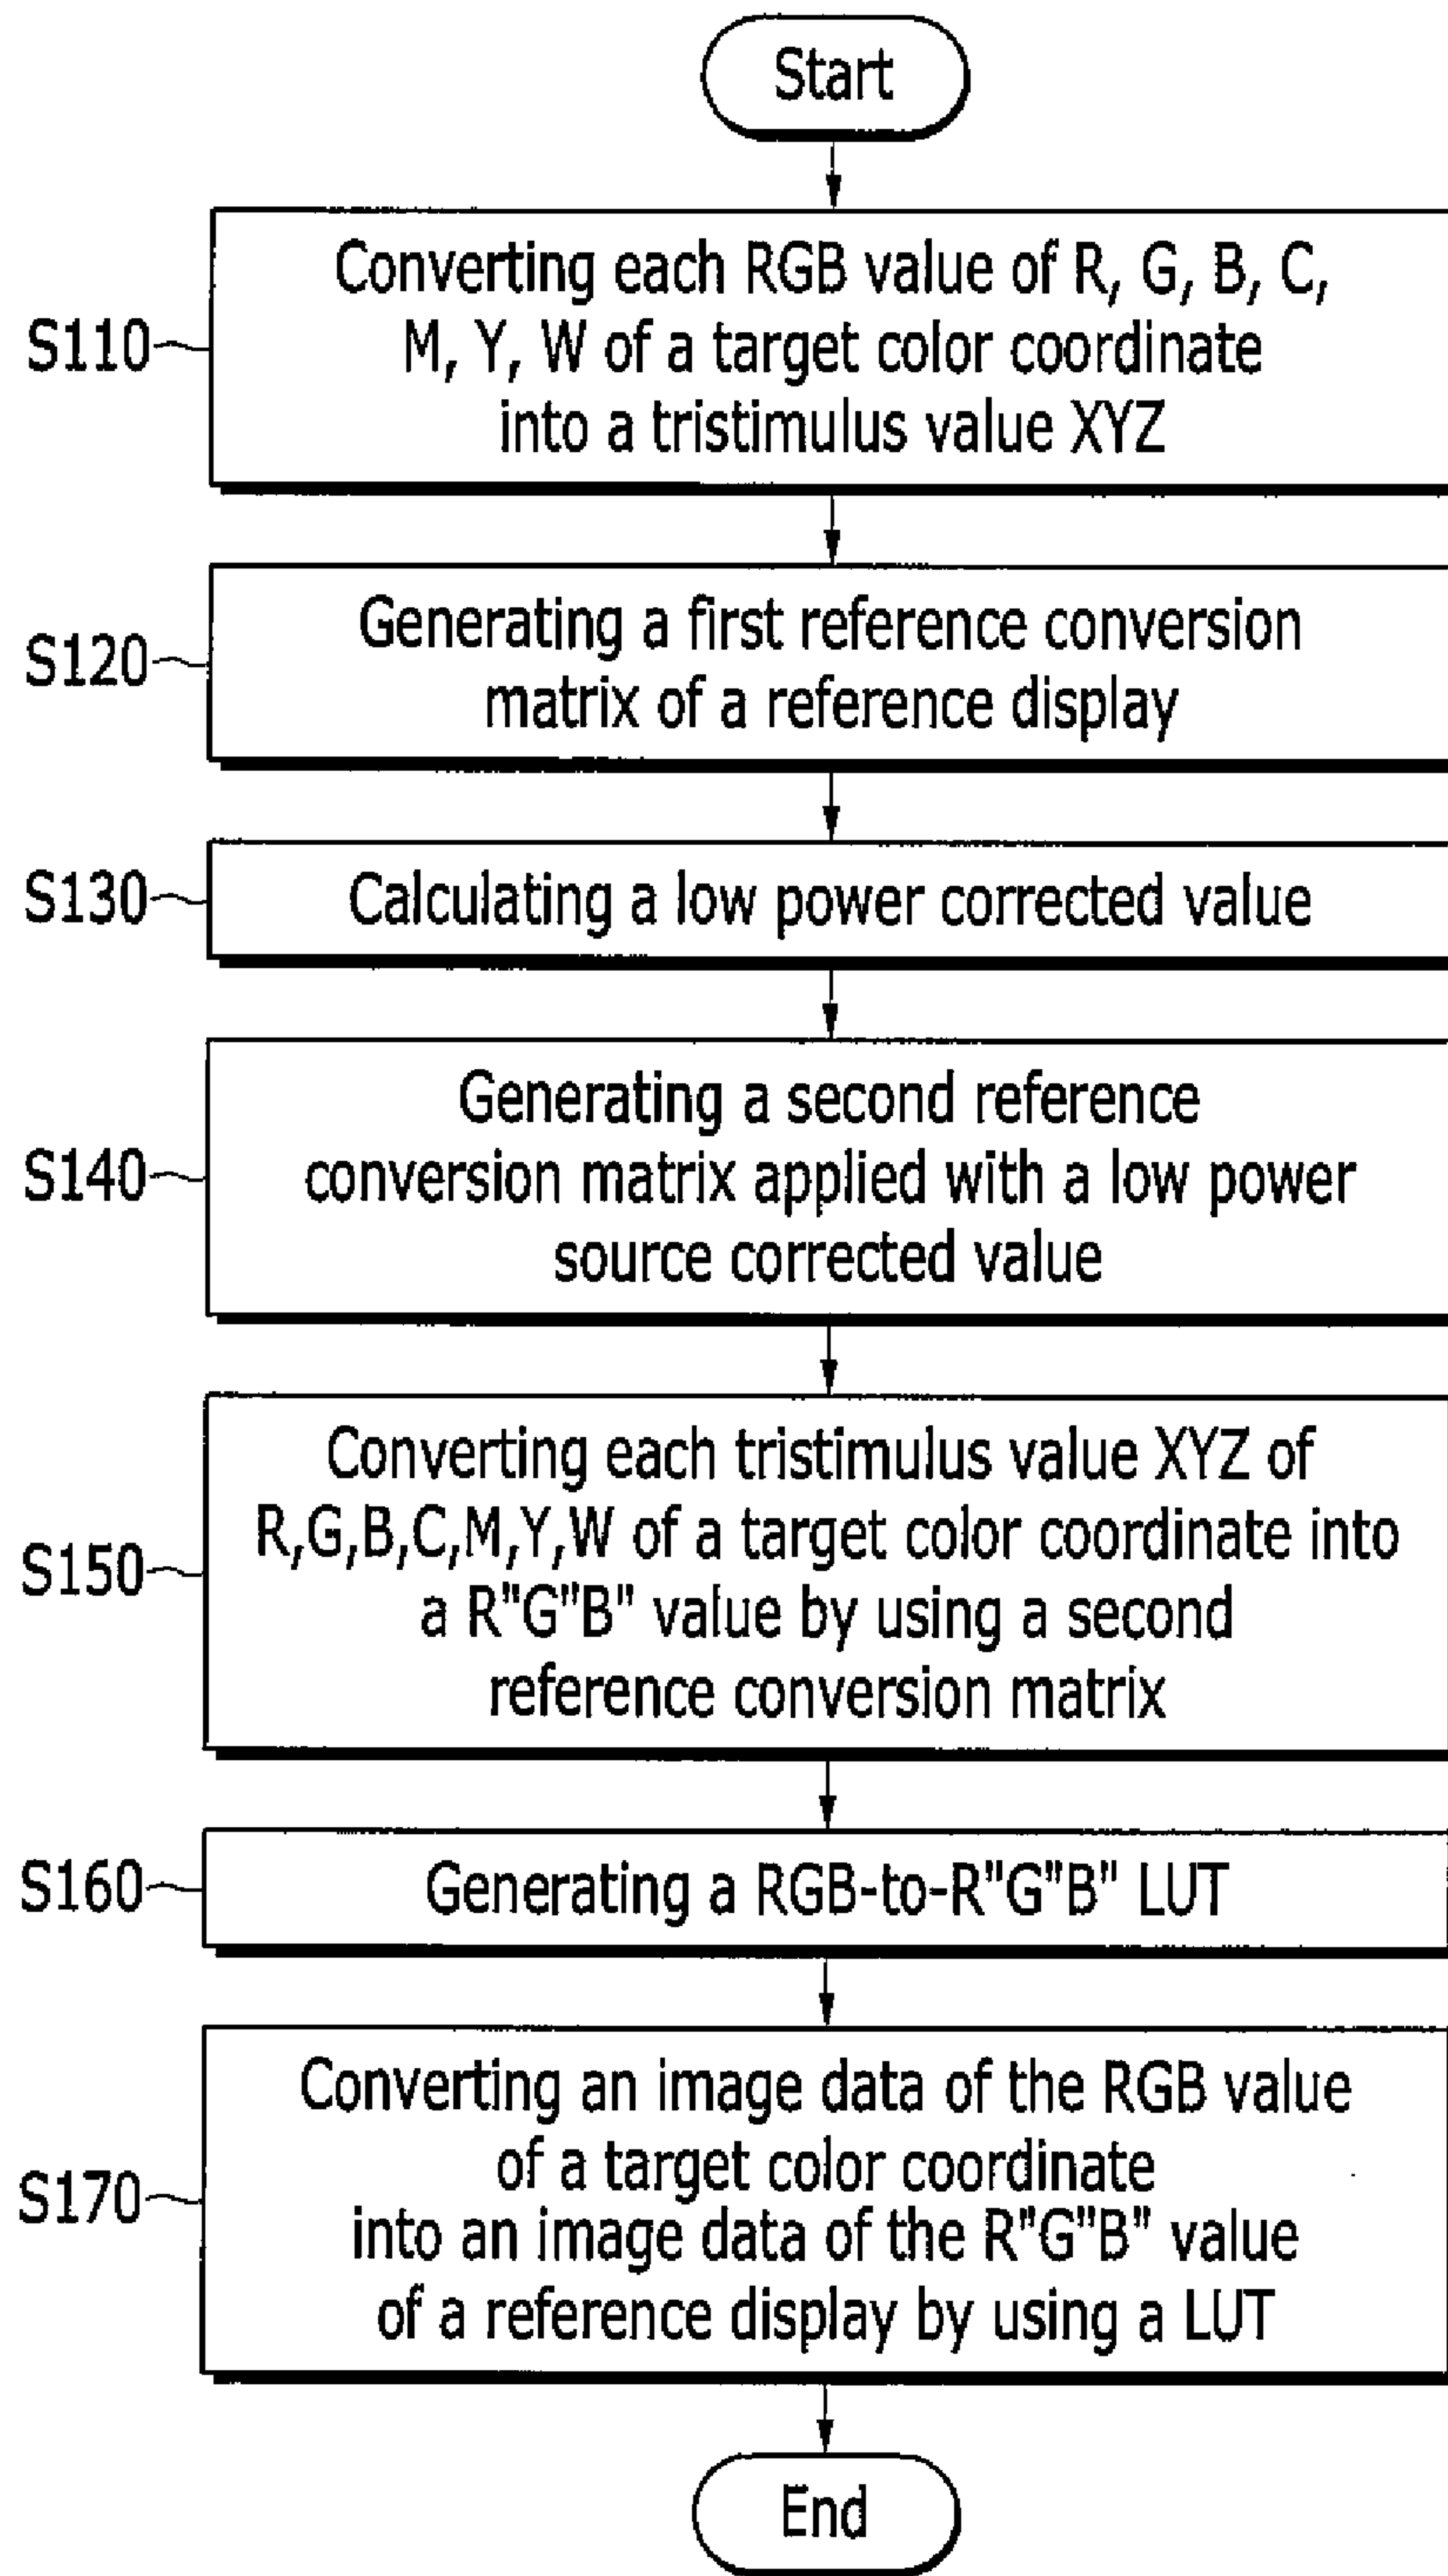 Start
S110
Converting each RGB value of R, G, B, C,
M, Y, W of a target color coordinate
into a tristimulus value XYZ
S120
Generating a first reference conversion
matrix of a reference display
S130
Calculating a low power corrected value
S140
Generating a second reference
conversion matrix applied with a low power
source corrected value
S150
Converting each tristimulus value XYZ of
R,G,B,C,M,Y,W of a target color coordinate into
a R"G"B" value by using a second
reference conversion matrix
S160
Generating a RGB-to-R"G"B" LUT
S170
Converting an image data of the RGB value
of a target color coordinate
into an image data of the R"G"B" value
of a reference display by using a LUT
End